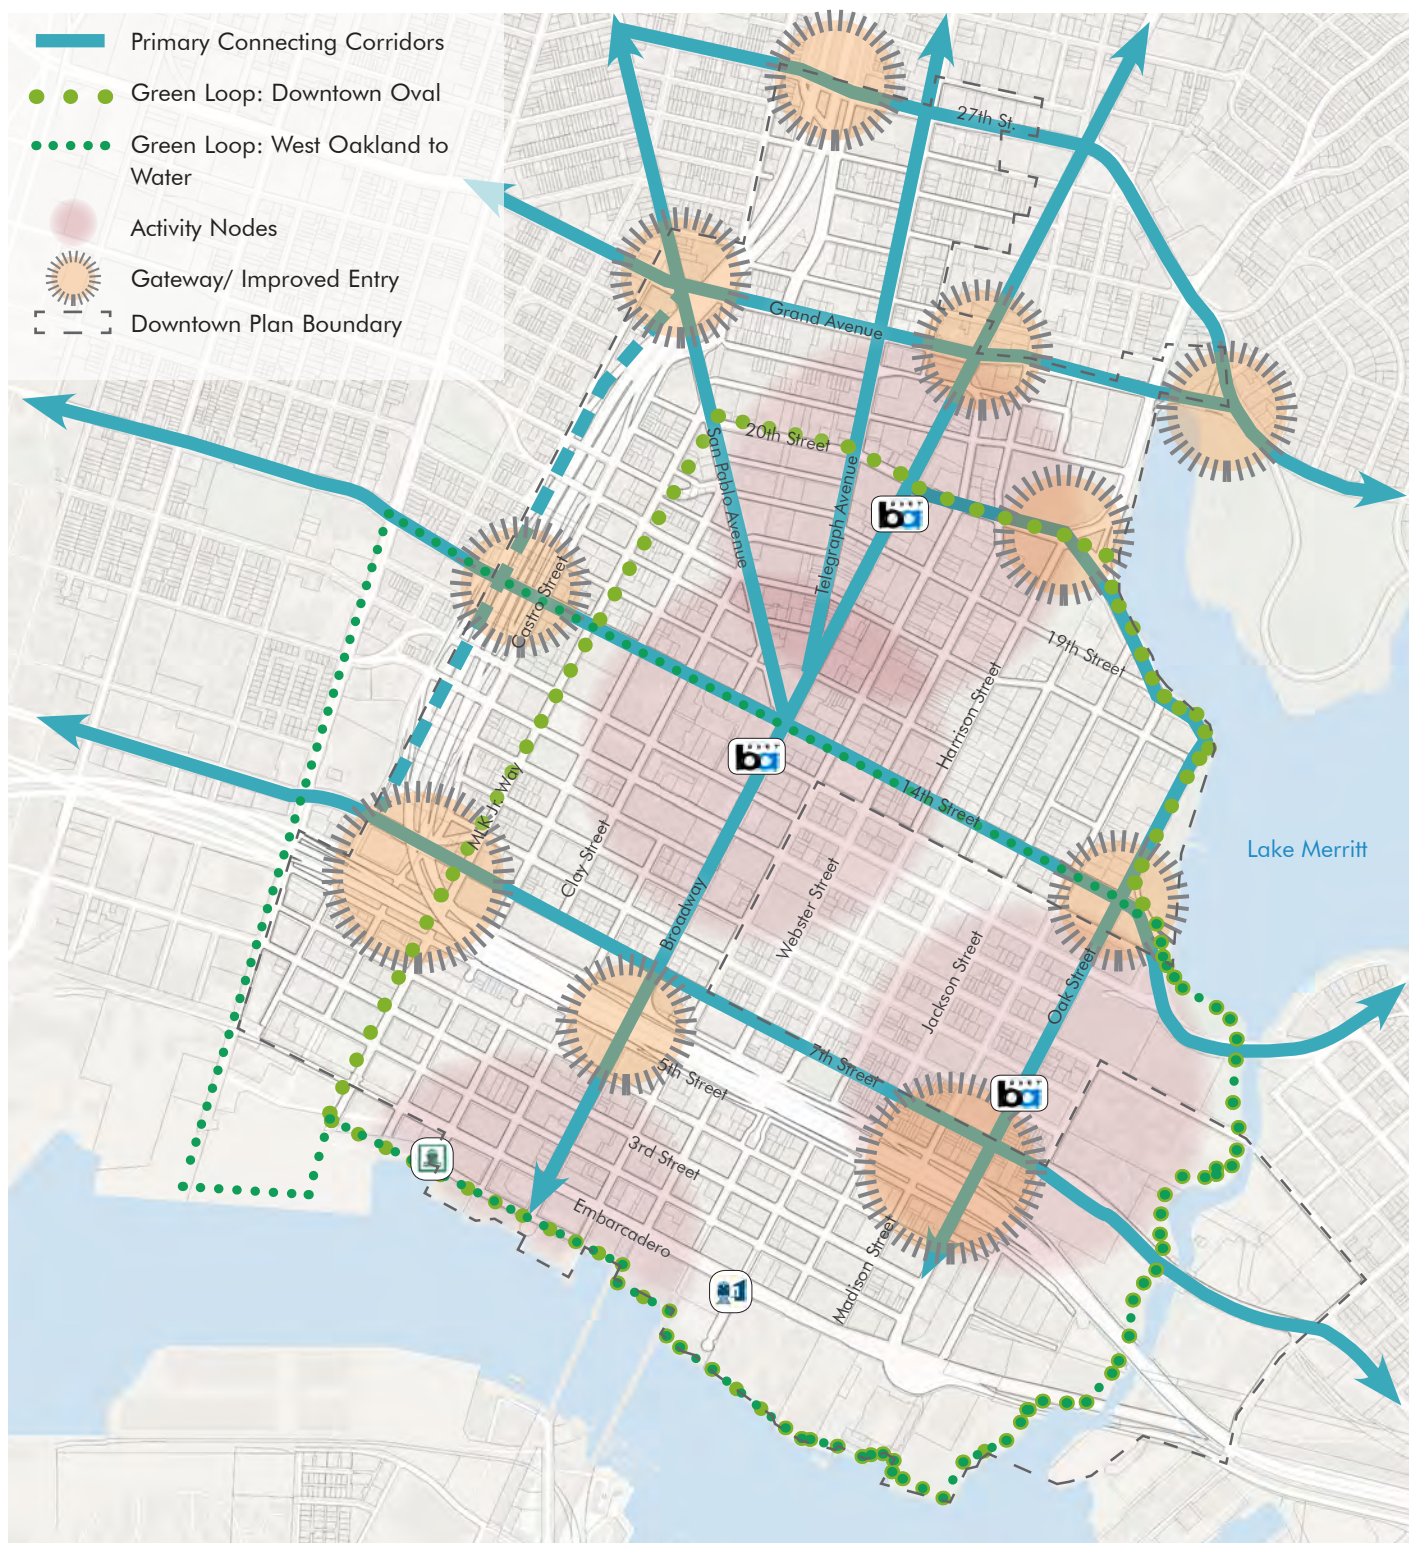 Primary Connecting Corridors
Green Loop: Downtown Oval
Green Loop: West Oakland to
Water
Activity Nodes
Gateway/ Improved Entry
Downtown Plan Boundary
27th St.
Grand Avenue
20th Street
San Pablo Avenue
Telegraph Avenue
ba
Castro Street
19th Street
Harrison Street
ba
14th Street
MLK Jr. Way
Clay Street
Lake Merritt
Broadway
Webster Street
Jackson Street
Oak Street
7th Street
5th Street
ba
3rd Street
Embarcadero
Madison Street